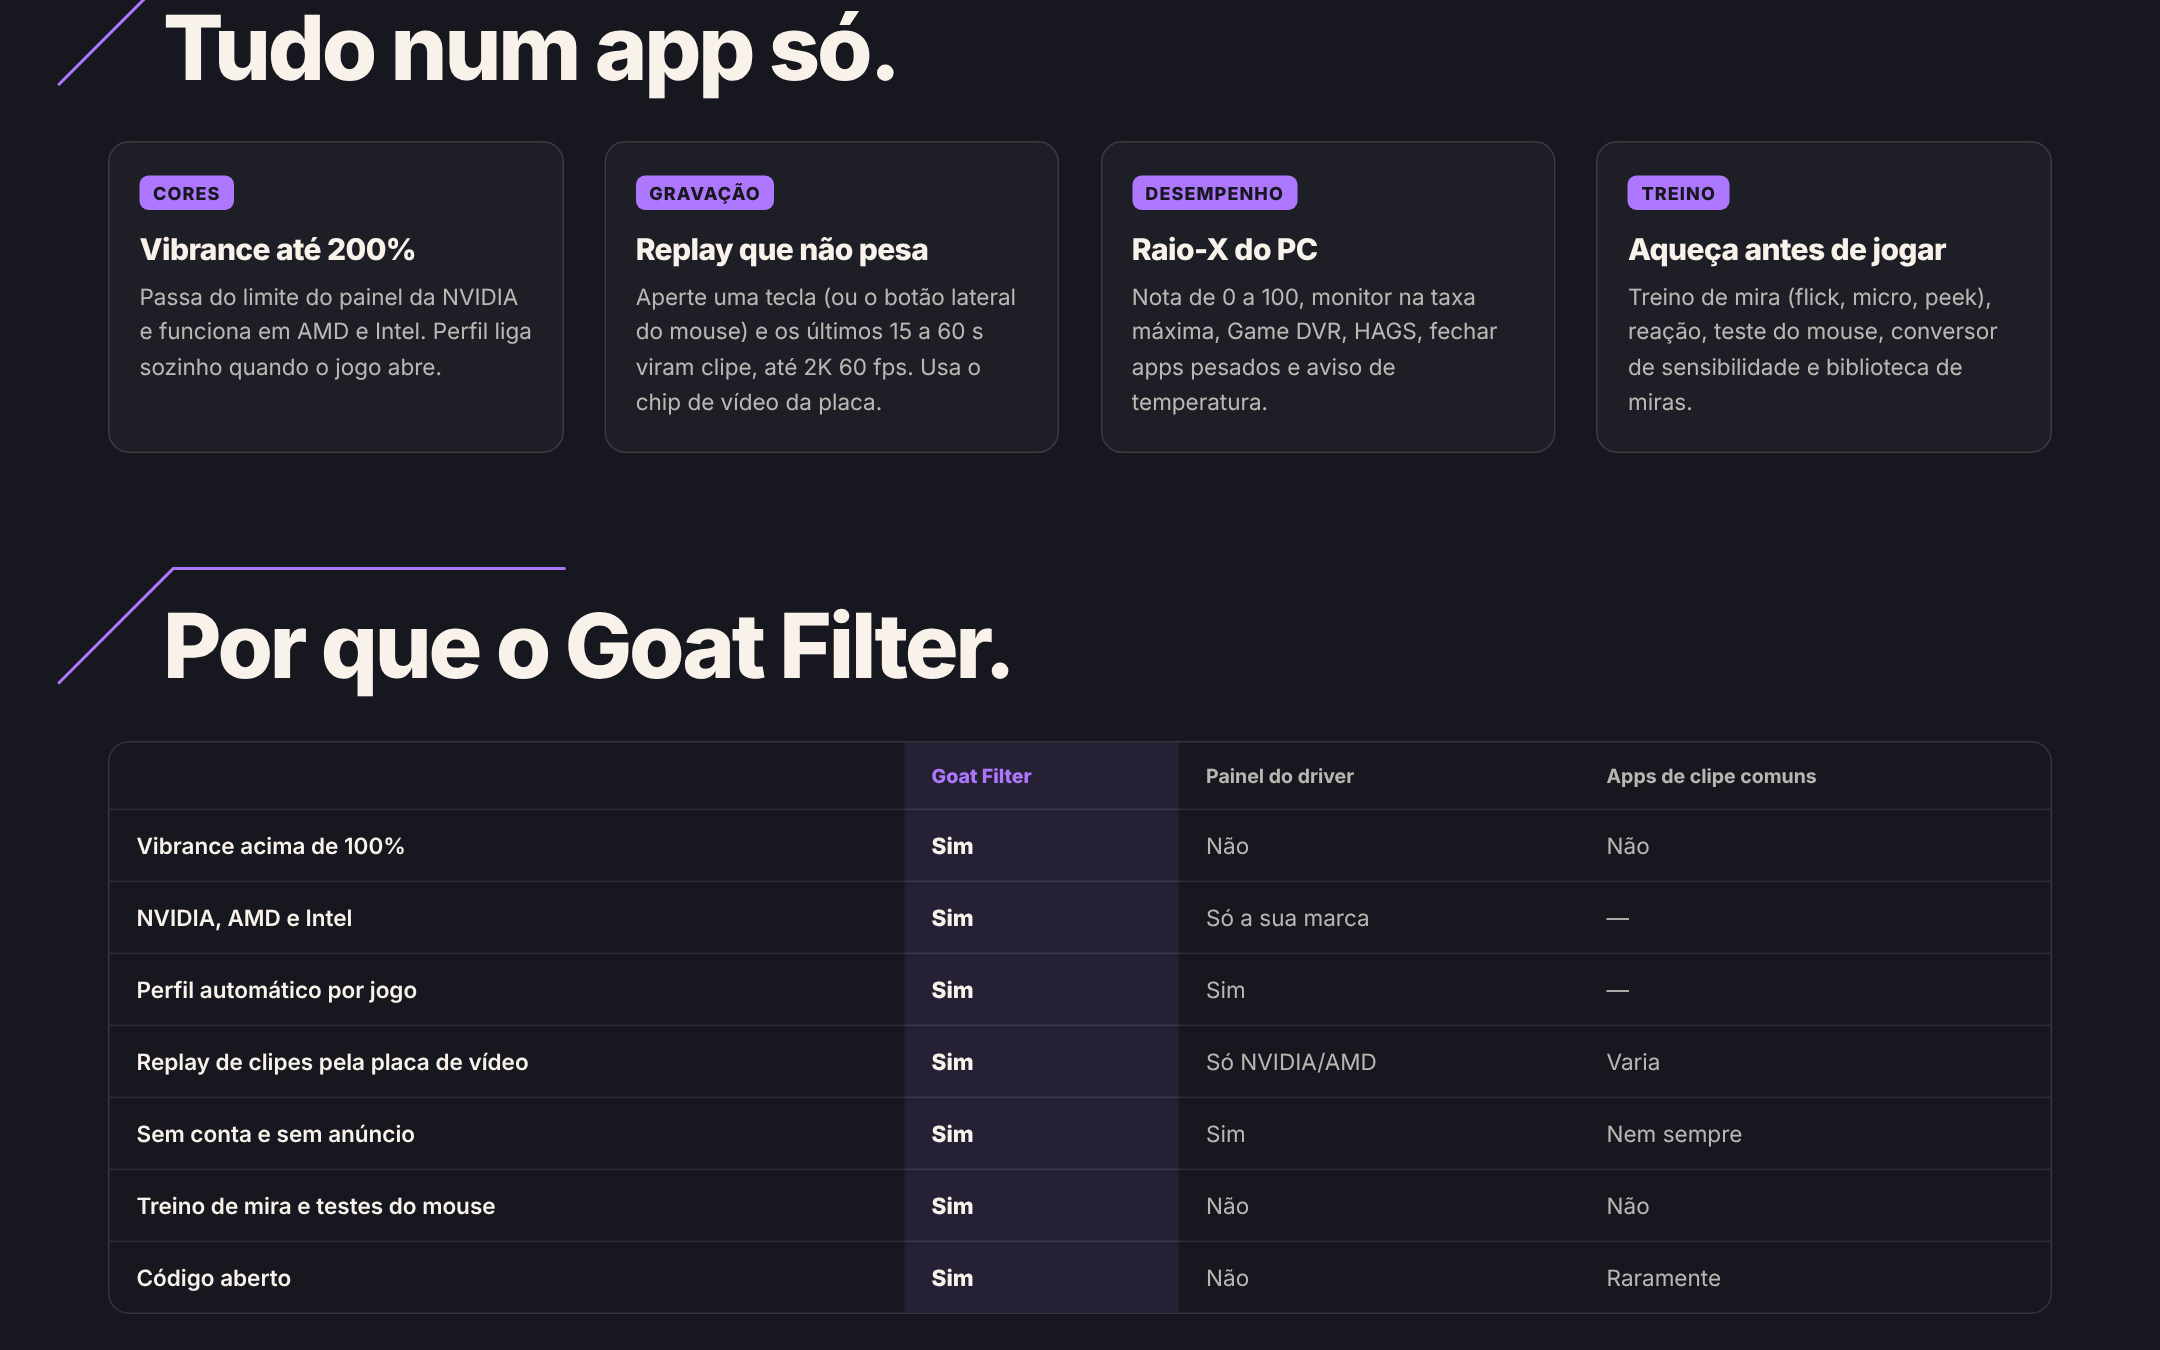 Tudo num app só.
CORES
Vibrance até 200%
Passa do limite do painel da NVIDIA
e funciona em AMD e Intel. Perfil liga
sozinho quando o jogo abre.
GRAVAÇÃO
Replay que não pesa
Aperte uma tecla (ou o botão lateral
do mouse) e os últimos 15 a 60 s
viram clipe, até 2K 60 fps. Usa o
chip de vídeo da placa.
DESEMPENHO
Raio-X do PC
Nota de 0 a 100, monitor na taxa
máxima, Game DVR, HAGS, fechar
apps pesados e aviso de
temperatura.
TREINO
Aqueça antes de jogar
Treino de mira (flick, micro, peek),
reação, teste do mouse, conversor
de sensibilidade e biblioteca de
miras.
Por que o Goat Filter.
Goat Filter Painel do driver Apps de clipe comuns
Vibrance acima de 100% Sim Não Não
NVIDIA, AMD e Intel Sim Só a sua marca —
Perfil automático por jogo Sim Sim —
Replay de clipes pela placa de vídeo Sim Só NVIDIA/AMD Varia
Sem conta e sem anúncio Sim Sim Nem sempre
Treino de mira e testes do mouse Sim Não Não
Código aberto Sim Não Raramente